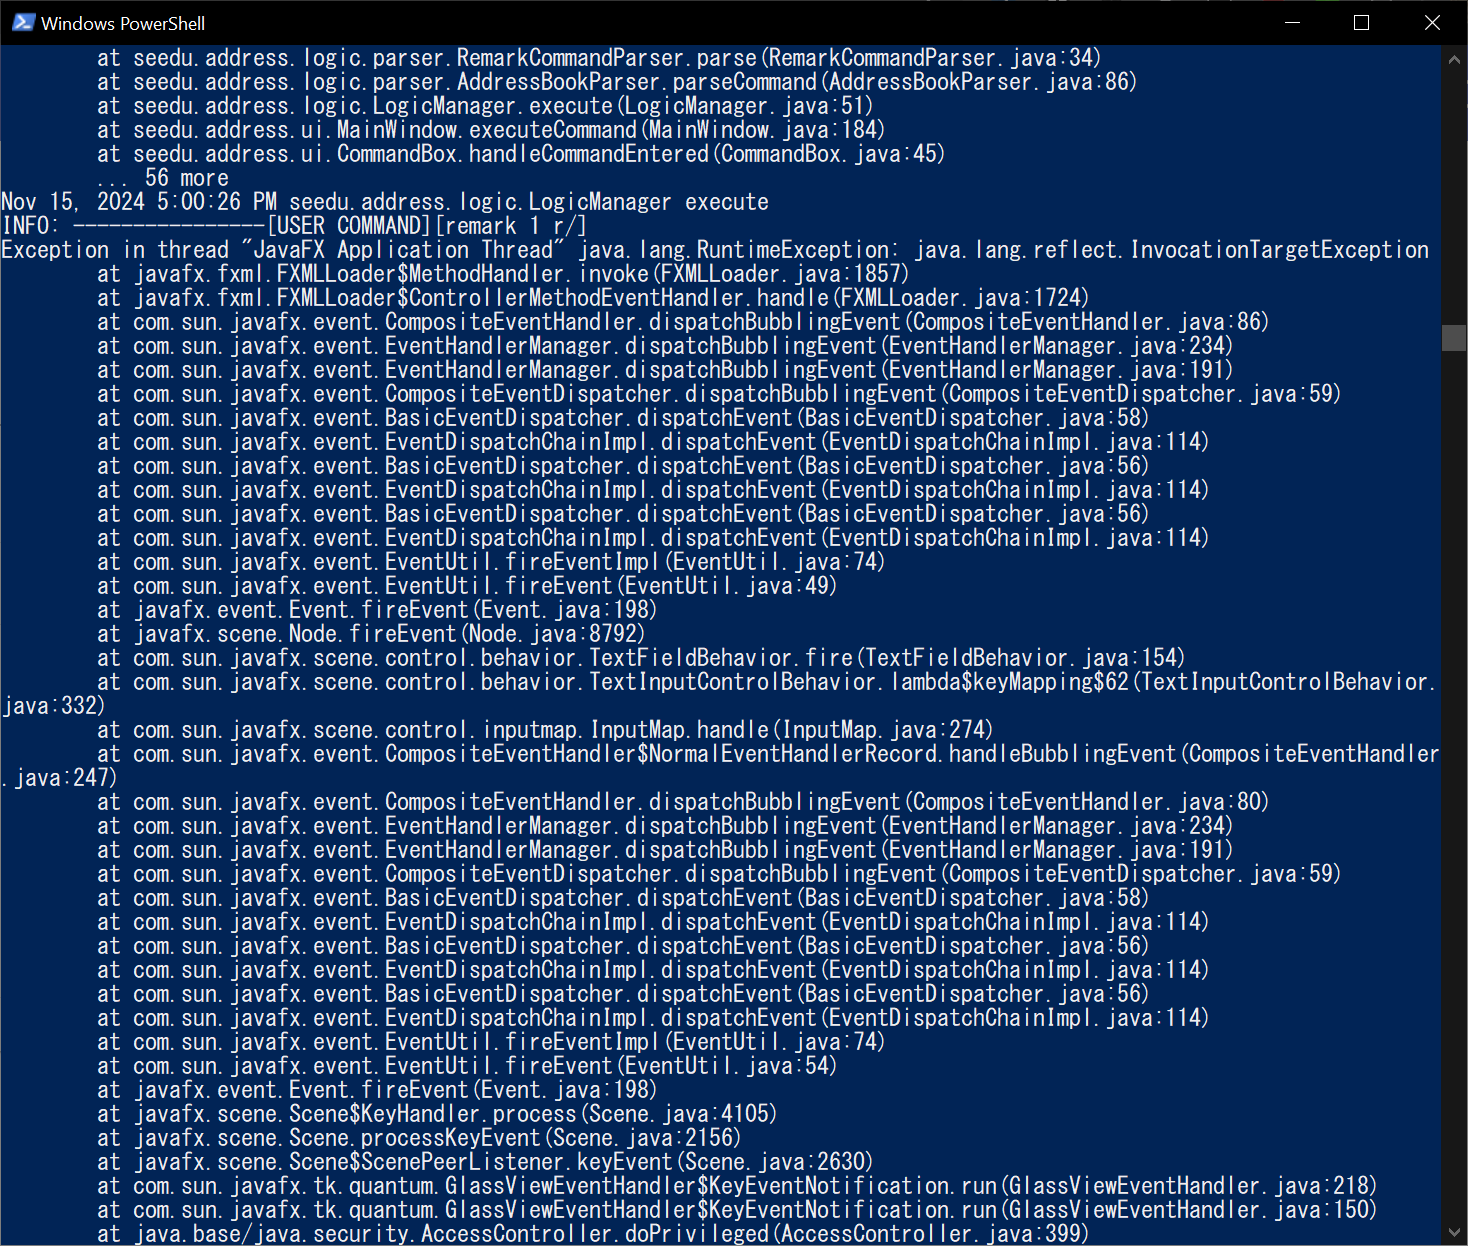 Windows PowerShell
at seedu.address.logic.parser.RemarkCommandParser.parse(RemarkCommandParser.java:34)
at seedu.address.logic.parser.AddressBookParser.parseCommand(AddressBookParser.java:86)
at seedu.address.logic.LogicManager.execute(LogicManager.java:51)
at seedu.address.ui.MainWindow.executeCommand(MainWindow.java:184)
at seedu.address.ui.CommandBox.handleCommandEntered(CommandBox.java:45)
... 56 more
Nov 15, 2024 5:00:26 PM seedu.address.logic.LogicManager execute
INFO: ----------------[USER COMMAND][remark 1 r/]
Exception in thread "JavaFX Application Thread" java.lang.RuntimeException: java.lang.reflect.InvocationTargetException
at javafx.fxml.FXMLLoader$MethodHandler.invoke(FXMLLoader.java:1857)
at javafx.fxml.FXMLLoader$ControllerMethodEventHandler.handle(FXMLLoader.java:1724)
at com.sun.javafx.event.CompositeEventHandler.dispatchBubblingEvent(CompositeEventHandler.java:86)
at com.sun.javafx.event.EventHandlerManager.dispatchBubblingEvent(EventHandlerManager.java:234)
at com.sun.javafx.event.EventHandlerManager.dispatchBubblingEvent(EventHandlerManager.java:191)
at com.sun.javafx.event.CompositeEventDispatcher.dispatchBubblingEvent(CompositeEventDispatcher.java:59)
at com.sun.javafx.event.BasicEventDispatcher.dispatchEvent(BasicEventDispatcher.java:58)
at com.sun.javafx.event.EventDispatchChainImpl.dispatchEvent(EventDispatchChainImpl.java:114)
at com.sun.javafx.event.BasicEventDispatcher.dispatchEvent(BasicEventDispatcher.java:56)
at com.sun.javafx.event.EventDispatchChainImpl.dispatchEvent(EventDispatchChainImpl.java:114)
at com.sun.javafx.event.BasicEventDispatcher.dispatchEvent(BasicEventDispatcher.java:56)
at com.sun.javafx.event.EventDispatchChainImpl.dispatchEvent(EventDispatchChainImpl.java:114)
at com.sun.javafx.event.EventUtil.fireEventImpl(EventUtil.java:74)
at com.sun.javafx.event.EventUtil.fireEvent(EventUtil.java:49)
at javafx.event.Event.fireEvent(Event.java:198)
at javafx.scene.Node.fireEvent(Node.java:8792)
at com.sun.javafx.scene.control.behavior.TextFieldBehavior.fire(TextFieldBehavior.java:154)
at com.sun.javafx.scene.control.behavior.TextInputControlBehavior.lambda$keyMapping$62(TextInputControlBehavior.
java:332)
at com.sun.javafx.scene.control.inputmap.InputMap.handle(InputMap.java:274)
at com.sun.javafx.event.CompositeEventHandler$NormalEventHandlerRecord.handleBubblingEvent(CompositeEventHandler
.java:247)
at com.sun.javafx.event.CompositeEventHandler.dispatchBubblingEvent(CompositeEventHandler.java:80)
at com.sun.javafx.event.EventHandlerManager.dispatchBubblingEvent(EventHandlerManager.java:234)
at com.sun.javafx.event.EventHandlerManager.dispatchBubblingEvent(EventHandlerManager.java:191)
at com.sun.javafx.event.CompositeEventDispatcher.dispatchBubblingEvent(CompositeEventDispatcher.java:59)
at com.sun.javafx.event.BasicEventDispatcher.dispatchEvent(BasicEventDispatcher.java:58)
at com.sun.javafx.event.EventDispatchChainImpl.dispatchEvent(EventDispatchChainImpl.java:114)
at com.sun.javafx.event.BasicEventDispatcher.dispatchEvent(BasicEventDispatcher.java:56)
at com.sun.javafx.event.EventDispatchChainImpl.dispatchEvent(EventDispatchChainImpl.java:114)
at com.sun.javafx.event.BasicEventDispatcher.dispatchEvent(BasicEventDispatcher.java:56)
at com.sun.javafx.event.EventDispatchChainImpl.dispatchEvent(EventDispatchChainImpl.java:114)
at com.sun.javafx.event.EventUtil.fireEventImpl(EventUtil.java:74)
at com.sun.javafx.event.EventUtil.fireEvent(EventUtil.java:54)
at javafx.event.Event.fireEvent(Event.java:198)
at javafx.scene.Scene$KeyHandler.process(Scene.java:4105)
at javafx.scene.Scene.processKeyEvent(Scene.java:2156)
at javafx.scene.Scene$ScenePeerListener.keyEvent(Scene.java:2630)
at com.sun.javafx.tk.quantum.GlassViewEventHandler$KeyEventNotification.run(GlassViewEventHandler.java:218)
at com.sun.javafx.tk.quantum.GlassViewEventHandler$KeyEventNotification.run(GlassViewEventHandler.java:150)
at java.base/java.security.AccessController.doPrivileged(AccessController.java:399)